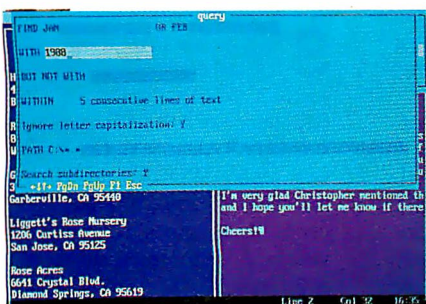 query
FIND JAN OR FEB
WITH 1988
BUT NOT WITH
WITHIN 5 consecutive lines of text
Ignore letter capitalization? Y
PATH C:\*.*
Search subdirectories? Y
PgDn PgUp F1 Esc
Garberville, CA 95440
Liggett's Rose Nursery
1206 Curtiss Avenue
San Jose, CA 95125
Rose Acres
6641 Crystal Blvd.
Diamond Springs, CA 95619
I'm very glad Christopher mentioned th
and I hope you'll let me know if there
Cheers!
Line 2 Col 32 16:35